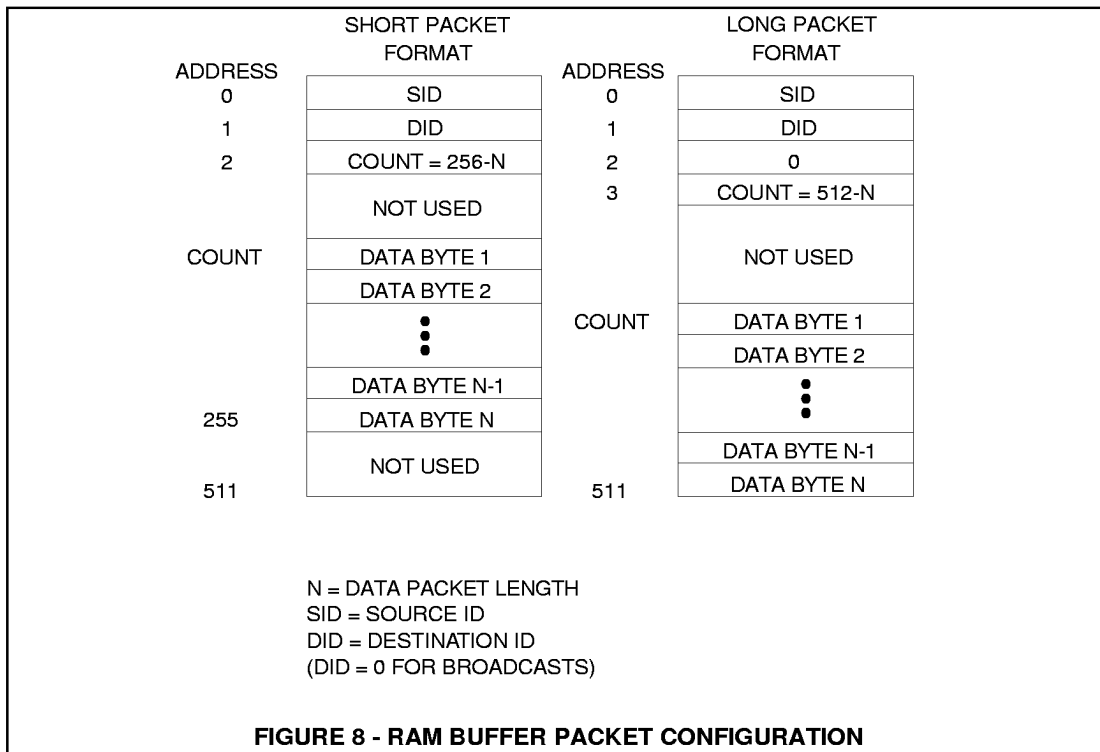 SHORT PACKET
FORMAT
ADDRESS
0
SID
1
DID
2
COUNT = 256-N
NOT USED
COUNT
DATA BYTE 1
DATA BYTE 2
DATA BYTE N-1
255
DATA BYTE N
NOT USED
511
LONG PACKET
FORMAT
ADDRESS
0
SID
1
DID
2
0
3
COUNT = 512-N
NOT USED
COUNT
DATA BYTE 1
DATA BYTE 2
DATA BYTE N-1
511
DATA BYTE N
N = DATA PACKET LENGTH
SID = SOURCE ID
DID = DESTINATION ID
(DID = 0 FOR BROADCASTS)
FIGURE 8 - RAM BUFFER PACKET CONFIGURATION